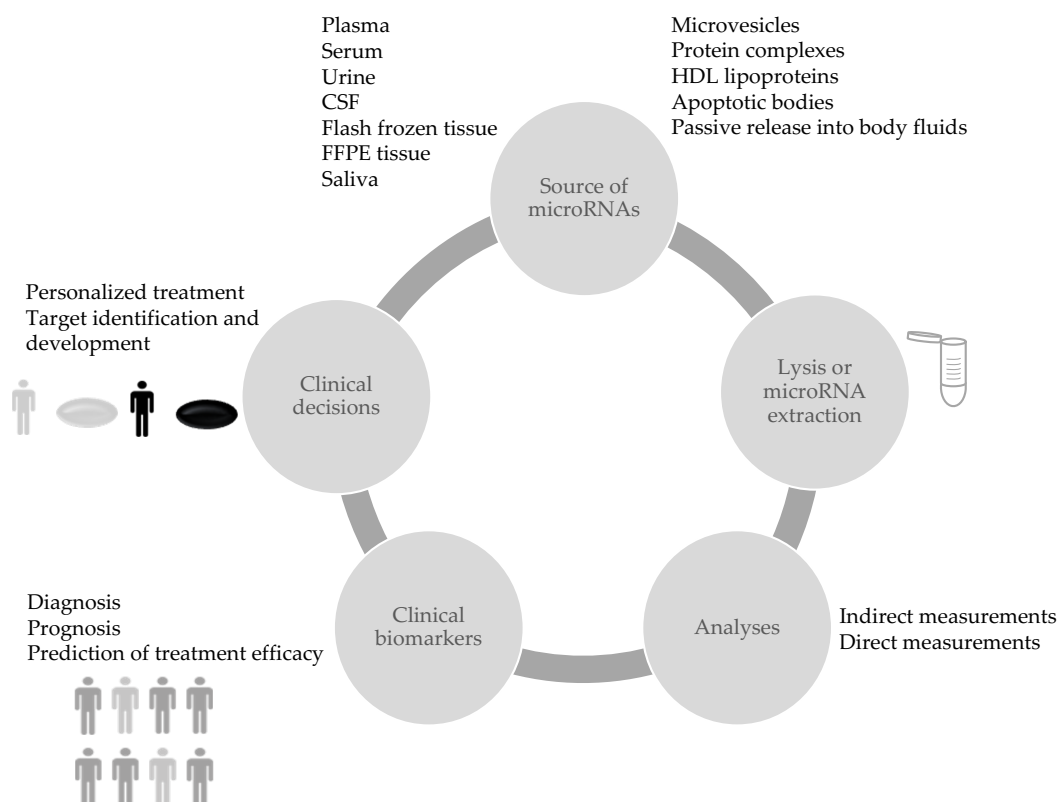 Plasma
Serum
Urine
CSF
Flash frozen tissue
FFPE tissue
Saliva
Microvesicles
Protein complexes
HDL lipoproteins
Apoptotic bodies
Passive release into body fluids
Source of
microRNAs
Personalized treatment
Target identification and
development
Clinical
decisions
Lysis or
microRNA
extraction
Diagnosis
Prognosis
Prediction of treatment efficacy
Clinical
biomarkers
Analyses
Indirect measurements
Direct measurements